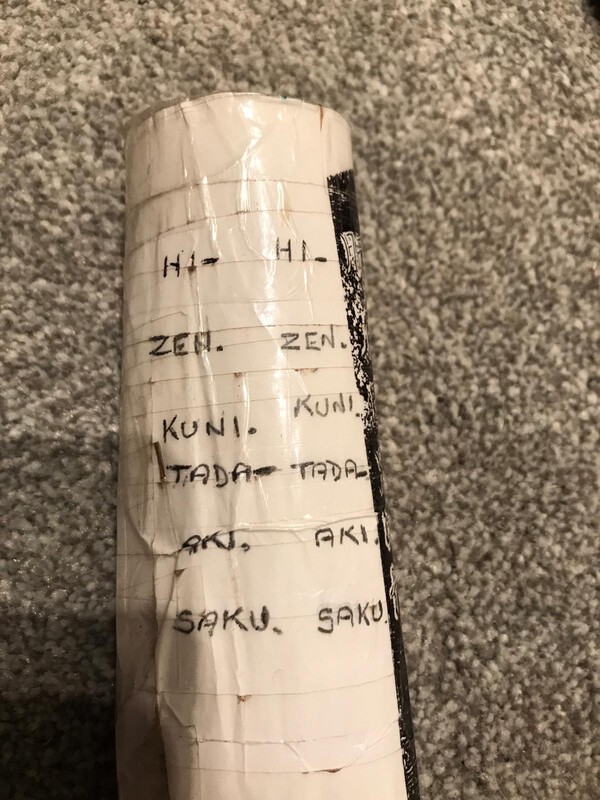 HI- HI-
ZEN. ZEN.
KUNI. KUNI.
TADA- TADA-
AKI. AKI.
SAKU. SAKU.